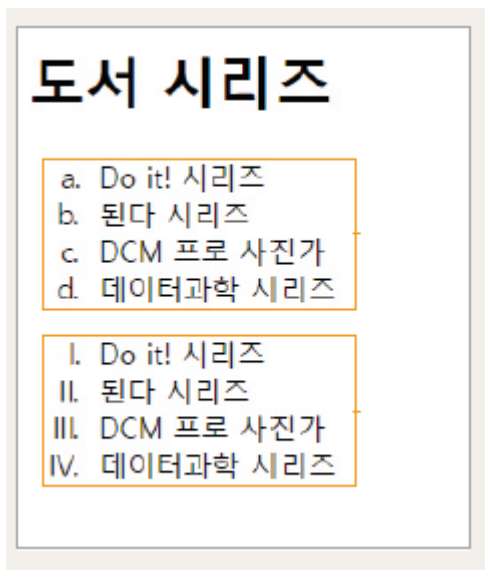 도서 시리즈
a. Do it! 시리즈
b. 된다 시리즈
c. DCM 프로 사진가
d. 데이터과학 시리즈
I. Do it! 시리즈
II. 된다 시리즈
III. DCM 프로 사진가
IV. 데이터과학 시리즈